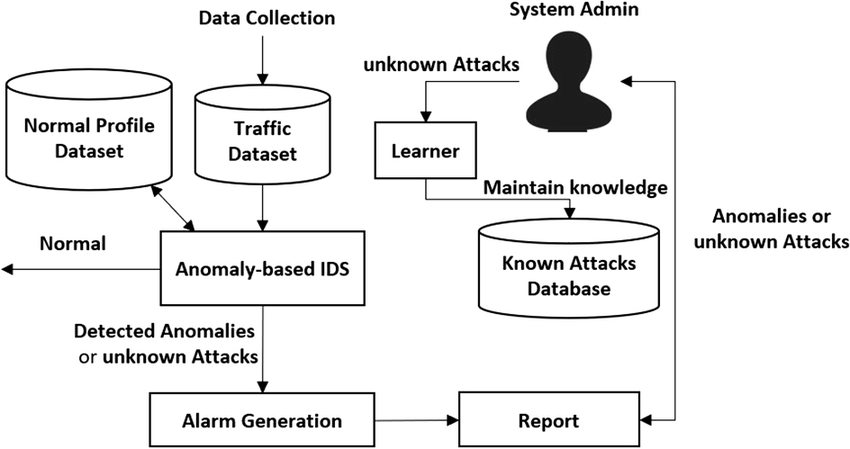 System Admin
Data Collection
unknown Attacks
Normal Profile
Dataset
Traffic
Dataset
Learner
Maintain knowledge
Anomalies or
unknown Attacks
Normal
Anomaly-based IDS
Known Attacks
Database
Detected Anomalies
or unknown Attacks
Alarm Generation
Report